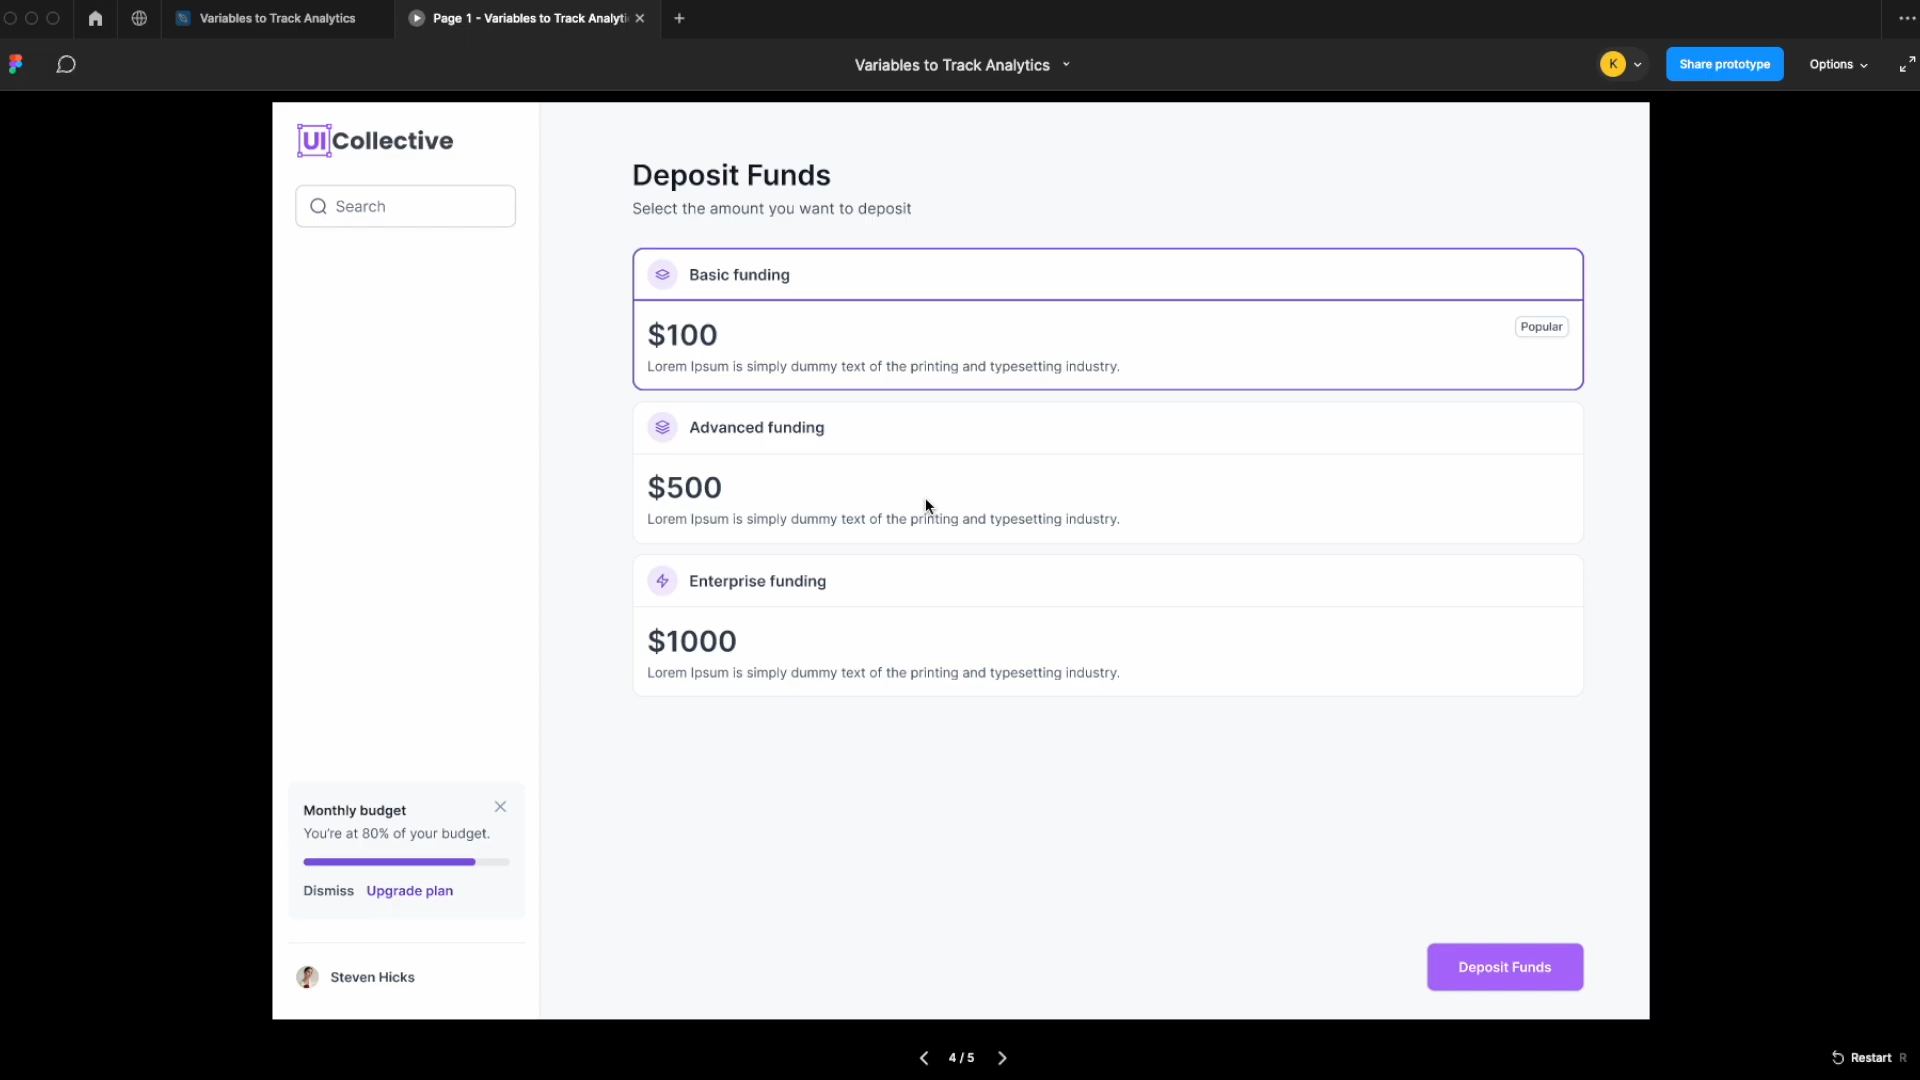 Variables to Track Analytics
Page 1 - Variables to Track Analyti
Variables to Track Analytics
K
Share prototype
Options
UICollective
Search
Deposit Funds
Select the amount you want to deposit
Basic funding
$100
Popular
Lorem Ipsum is simply dummy text of the printing and typesetting industry.
Advanced funding
$500
Lorem Ipsum is simply dummy text of the printing and typesetting industry.
Enterprise funding
$1000
Lorem Ipsum is simply dummy text of the printing and typesetting industry.
Monthly budget
You're at 80% of your budget.
Dismiss Upgrade plan
Steven Hicks
Deposit Funds
4 / 5
Restart R